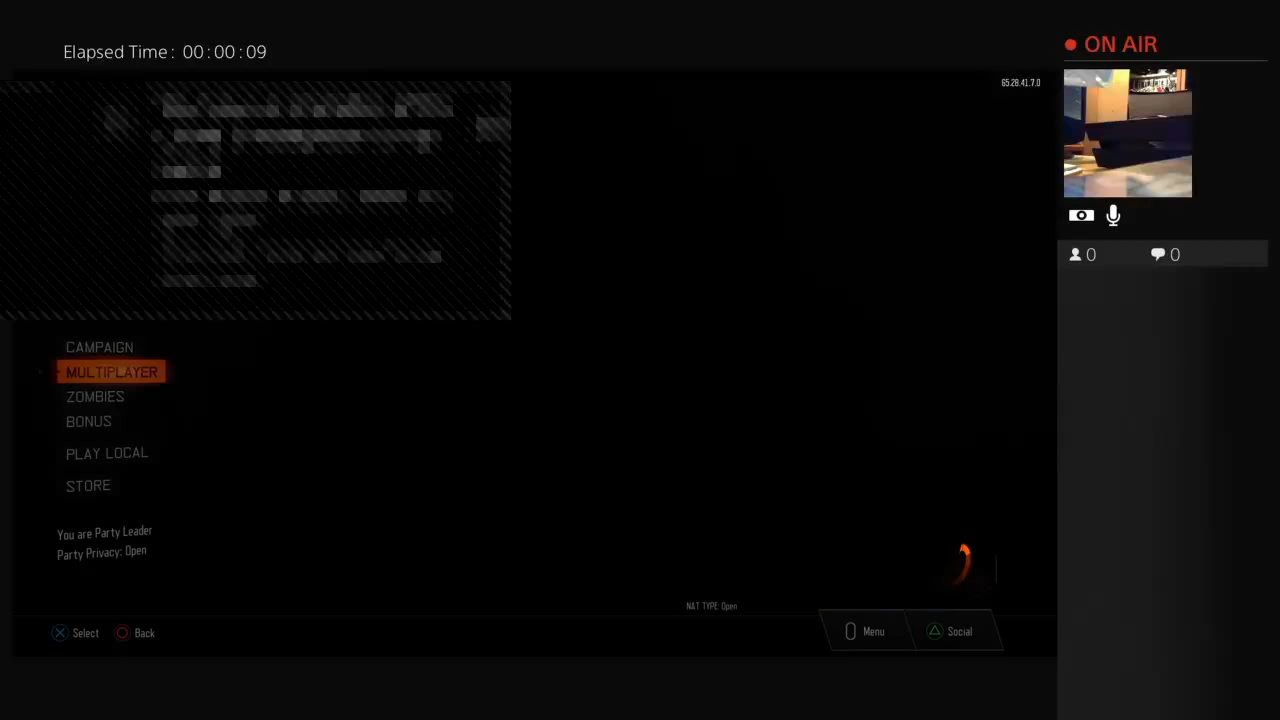 Elapsed Time: 00:00:09
ON AIR
65.28.41.7.0
0 0
CAMPAIGN
MULTIPLAYER
ZOMBIES
BONUS
PLAY LOCAL
STORE
You are Party Leader
Party Privacy: Open
NAT TYPE Open
Select Back
Menu Social